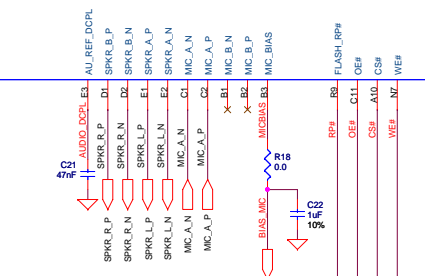 AU_REF_DCPL
SPKR_B_P
SPKR_B_N
SPKR_A_P
SPKR_A_N
MIC_A_N
MIC_A_P
MIC_B_N
MIC_B_P
MIC_BIAS
FLASH_RP#
OE#
CS#
WE#
E3
D1
D2
E1
E2
C1
C2
B1
B2
B3
R9
C11
A10
N7
AUDIO_DCPL
SPKR_R_P
SPKR_R_N
SPKR_L_P
SPKR_L_N
MIC_A_N
MIC_A_P
MICBIAS
RP#
OE#
CS#
WE#
C21
47nF
R18
0.0
SPKR_R_P
SPKR_R_N
SPKR_L_P
SPKR_L_N
MIC_A_N
MIC_A_P
BIAS_MIC
C22
1uF
10%